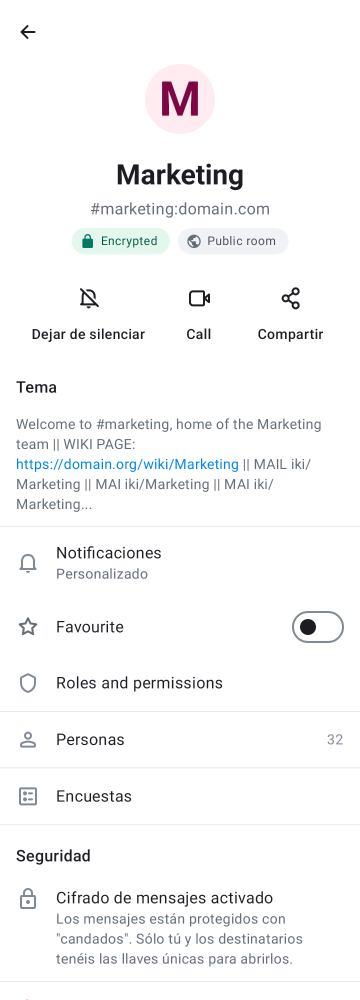 M
Marketing
#marketing:domain.com
Encrypted
Public room
Dejar de silenciar
Call
Compartir
Tema
Welcome to #marketing, home of the Marketing
team || WIKI PAGE:
https://domain.org/wiki/Marketing || MAIL iki/
Marketing || MAI iki/Marketing || MAI iki/
Marketing...
Notificaciones
Personalizado
Favourite
Roles and permissions
Personas
32
Encuestas
Seguridad
Cifrado de mensajes activado
Los mensajes están protegidos con
"candados". Sólo tú y los destinatarios
tenéis las llaves únicas para abrirlos.